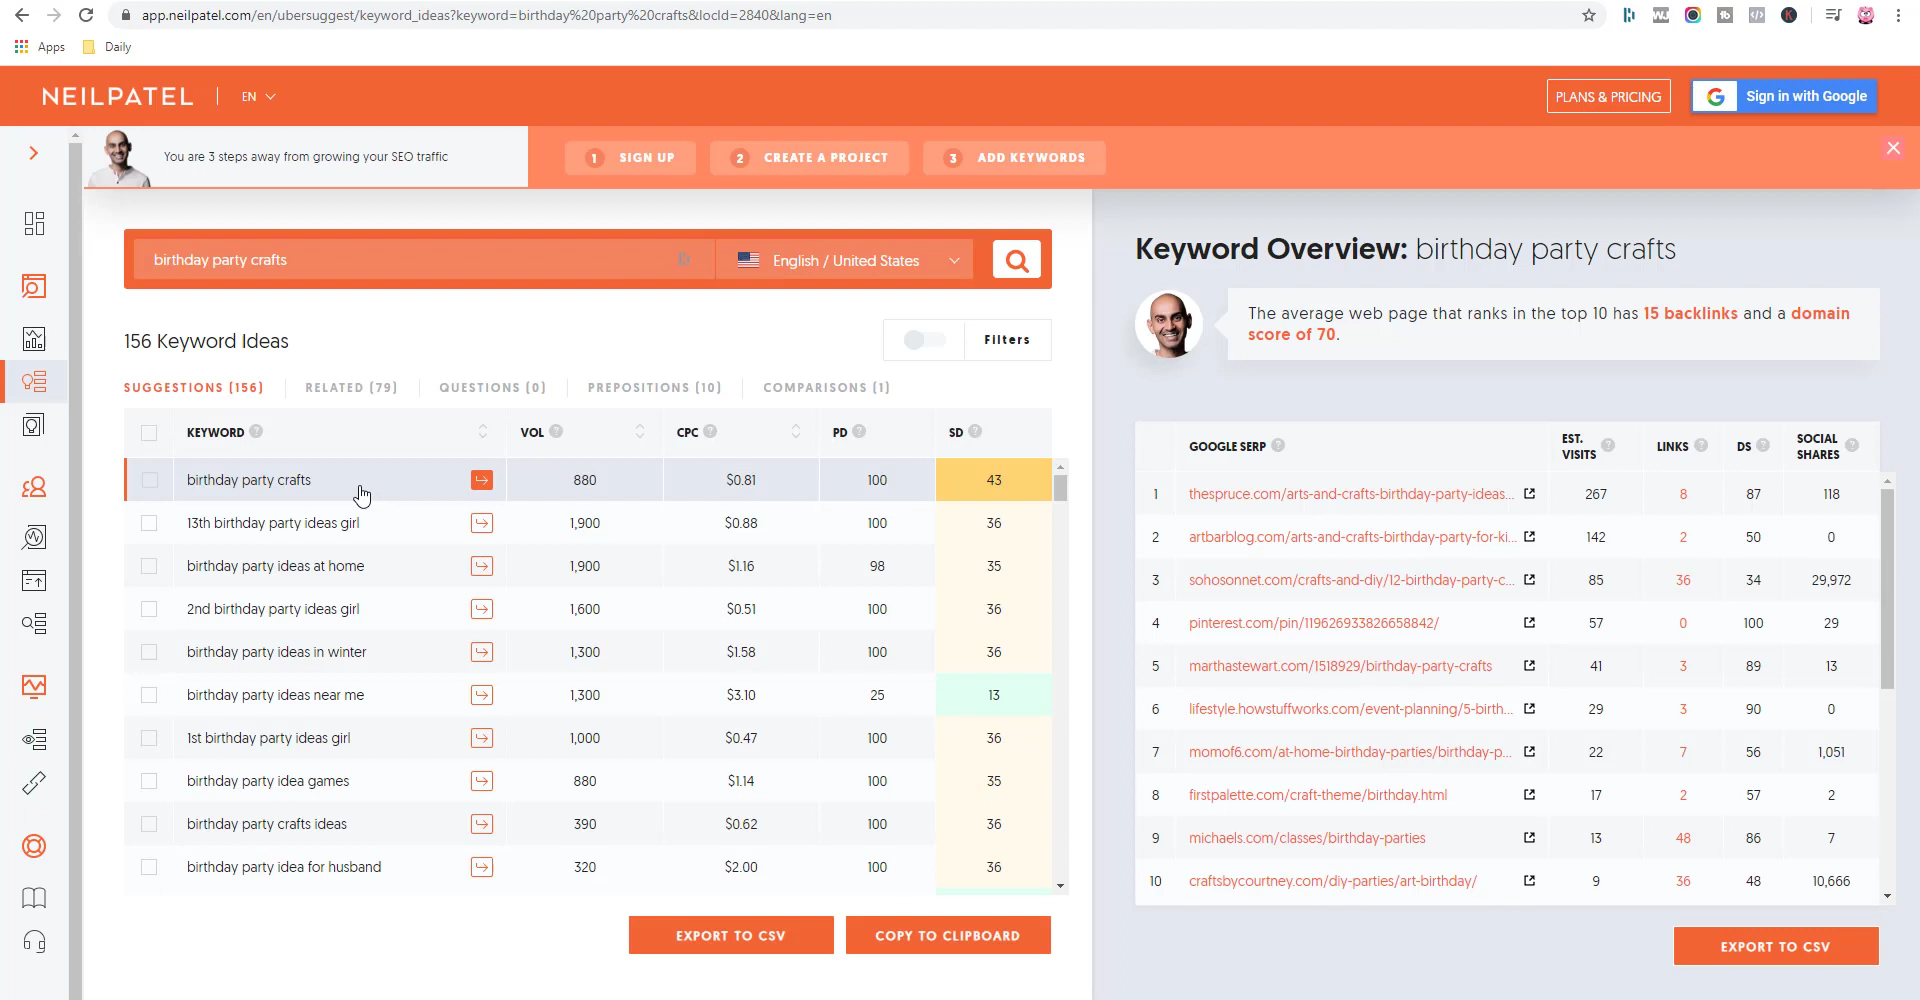 app.neilpatel.com/en/ubersuggest/keyword_ideas?keyword=birthday%20party%20crafts&locId=2840&lang=en
Apps Daily
NEILPATEL EN PLANS & PRICING Sign in with Google
You are 3 steps away from growing your SEO traffic 1 SIGN UP 2 CREATE A PROJECT 3 ADD KEYWORDS
birthday party crafts English / United States
156 Keyword Ideas Filters
SUGGESTIONS (156) RELATED (79) QUESTIONS (0) PREPOSITIONS (10) COMPARISONS (1)
KEYWORD VOL CPC PD SD
birthday party crafts 880 $0.81 100 43
13th birthday party ideas girl 1,900 $0.88 100 36
birthday party ideas at home 1,900 $1.16 98 35
2nd birthday party ideas girl 1,600 $0.51 100 36
birthday party ideas in winter 1,300 $1.58 100 36
birthday party ideas near me 1,300 $3.10 25 13
1st birthday party ideas girl 1,000 $0.47 100 36
birthday party idea games 880 $1.14 100 35
birthday party crafts ideas 390 $0.62 100 36
birthday party idea for husband 320 $2.00 100 36
EXPORT TO CSV COPY TO CLIPBOARD
Keyword Overview: birthday party crafts
The average web page that ranks in the top 10 has 15 backlinks and a domain
score of 70.
GOOGLE SERP EST. VISITS LINKS DS SOCIAL SHARES
1 thespruce.com/arts-and-crafts-birthday-party-ideas... 267 8 87 118
2 artbarblog.com/arts-and-crafts-birthday-party-for-ki... 142 2 50 0
3 sohosonnet.com/crafts-and-diy/12-birthday-party-c... 85 36 34 29,972
4 pinterest.com/pin/119626933826658842/ 57 0 100 29
5 marthastewart.com/1518929/birthday-party-crafts 41 3 89 13
6 lifestyle.howstuffworks.com/event-planning/5-birth... 29 3 90 0
7 momof6.com/at-home-birthday-parties/birthday-p... 22 7 56 1,051
8 firstpalette.com/craft-theme/birthday.html 17 2 57 2
9 michaels.com/classes/birthday-parties 13 48 86 7
10 craftsbycourtney.com/diy-parties/art-birthday/ 9 36 48 10,666
EXPORT TO CSV